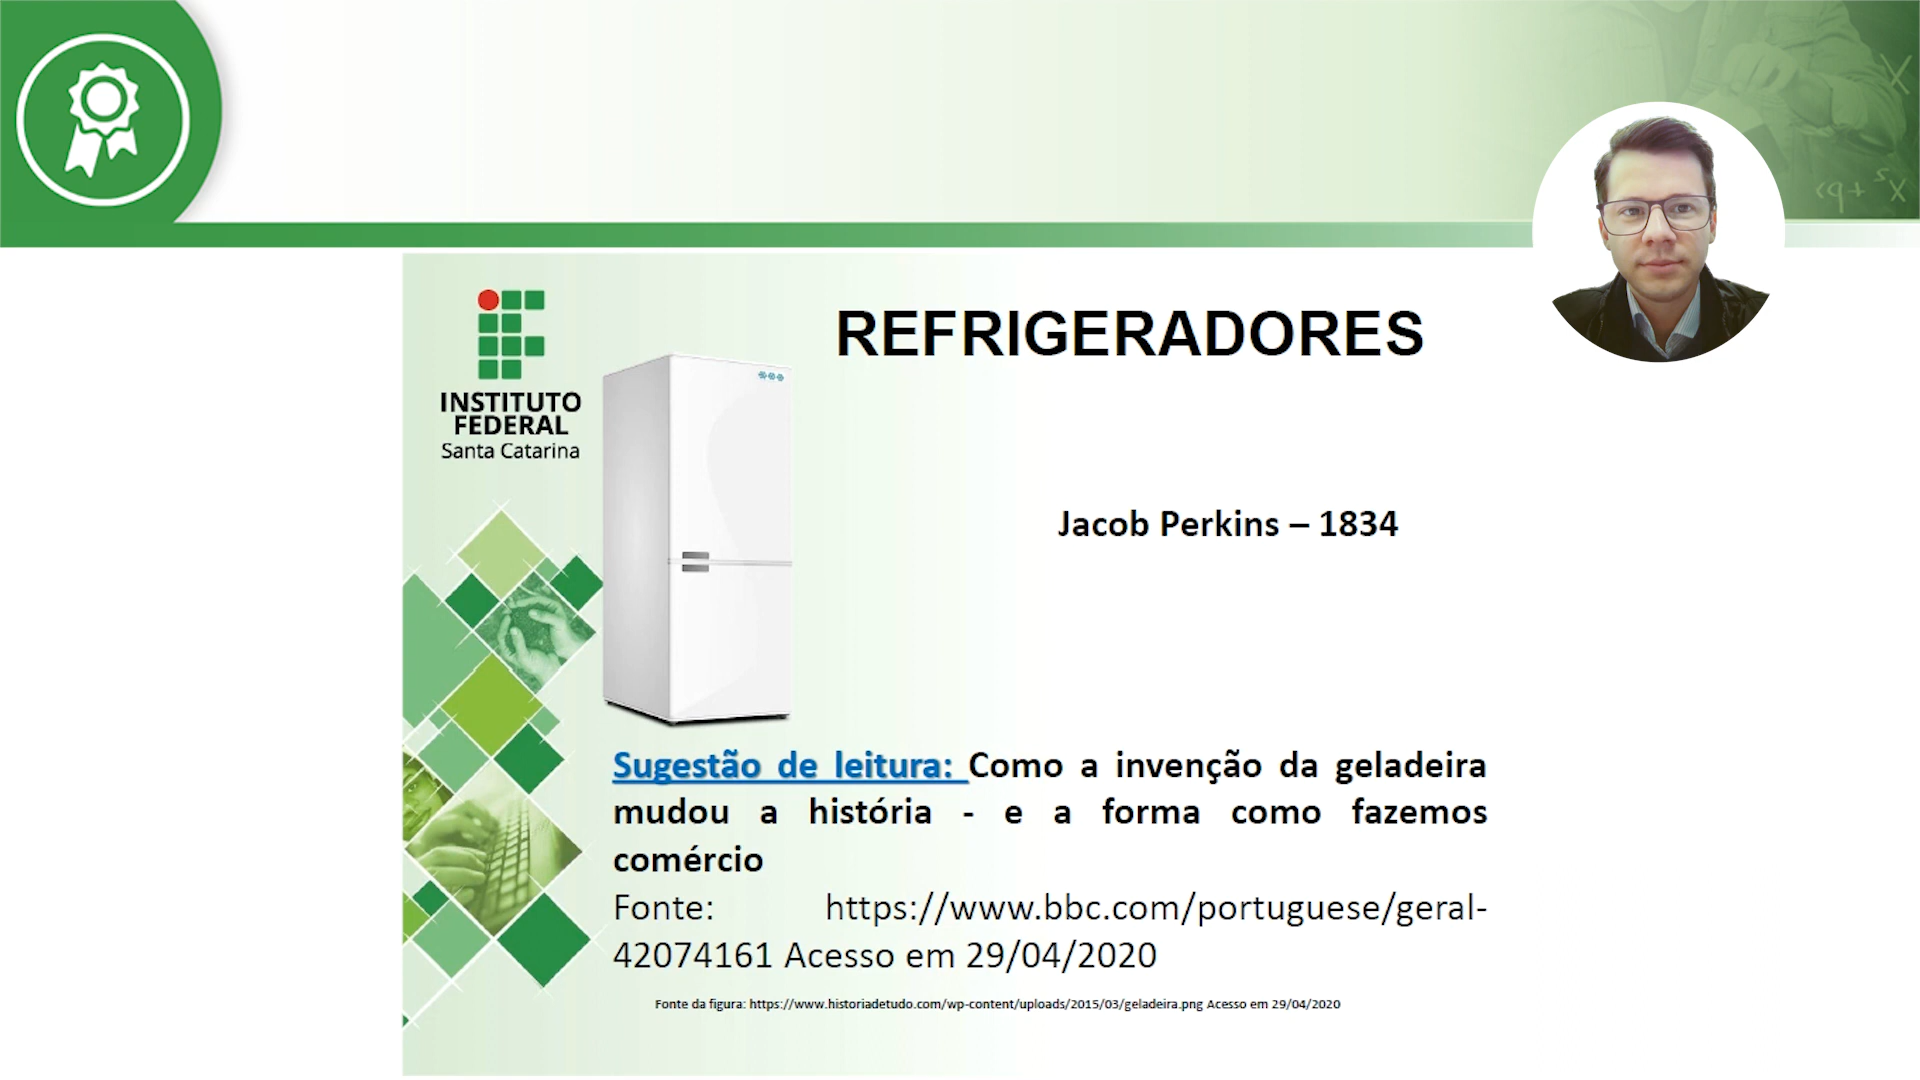 INSTITUTO
FEDERAL
Santa Catarina
REFRIGERADORES
Jacob Perkins – 1834
Sugestão de leitura: Como a invenção da geladeira
mudou a história - e a forma como fazemos
comércio
Fonte: https://www.bbc.com/portuguese/geral-
42074161 Acesso em 29/04/2020
Fonte da figura: https://www.historiadetudo.com/wp-content/uploads/2015/03/geladeira.png Acesso em 29/04/2020